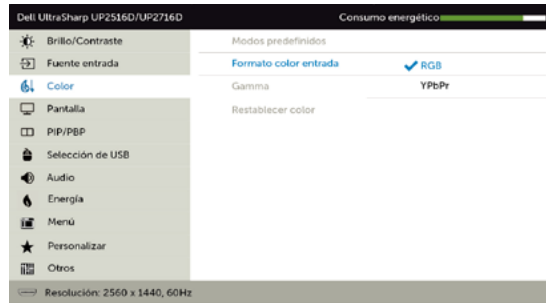 Dell UltraSharp UP2516D/UP2716D
Consumo energético
Brillo/Contraste
Modos predefinidos
Fuente entrada
Formato color entrada
RGB
Color
Gamma
YPbPr
Pantalla
Restablecer color
PIP/PBP
Selección de USB
Audio
Energía
Menú
Personalizar
Otros
Resolución: 2560 x 1440, 60Hz